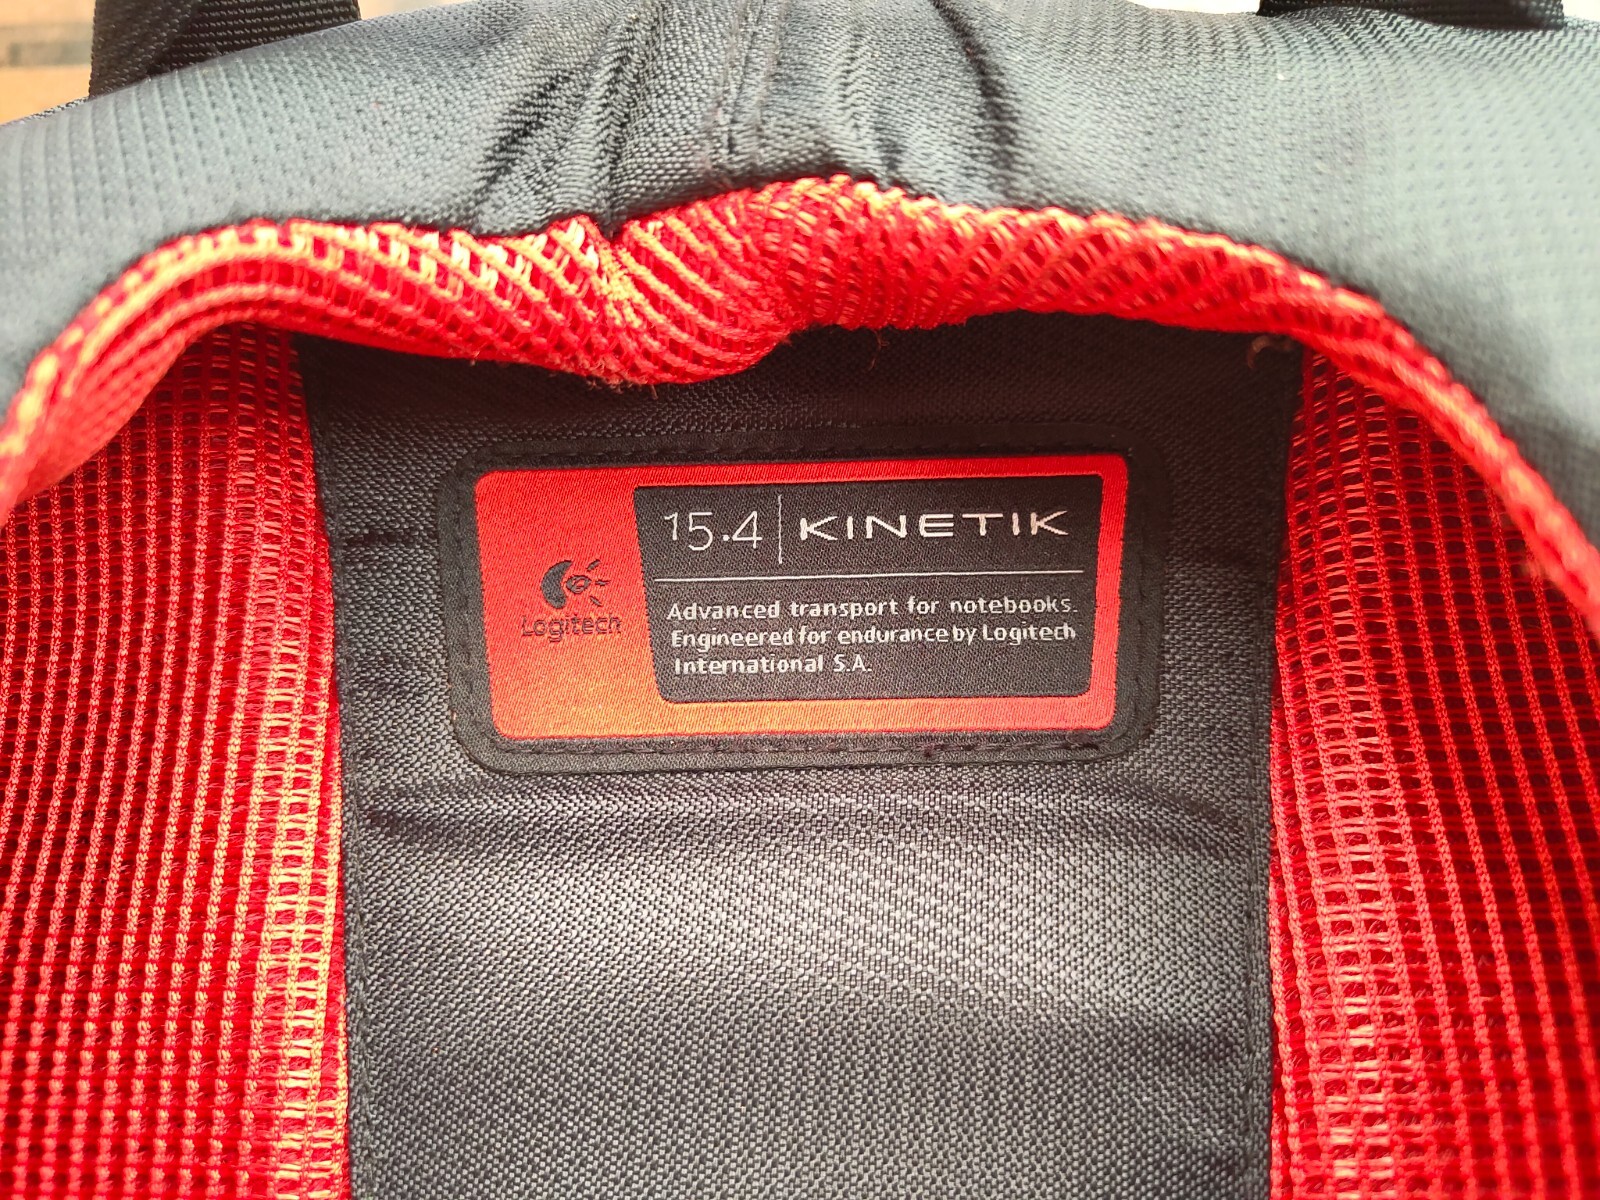 15.4 | KINETIK
Logitech
Advanced transport for notebooks.
Engineered for endurance by Logitech
International S.A.